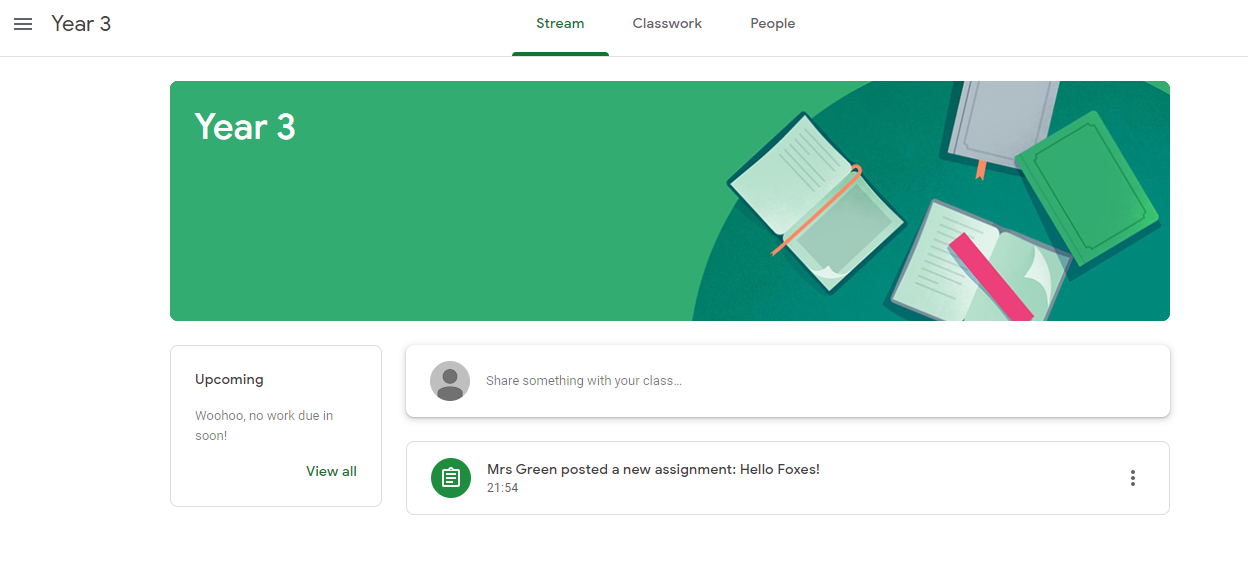 Year 3
Stream Classwork People
Year 3
Upcoming
Woohoo, no work due in
soon!
View all
Share something with your class...
Mrs Green posted a new assignment: Hello Foxes!
21:54